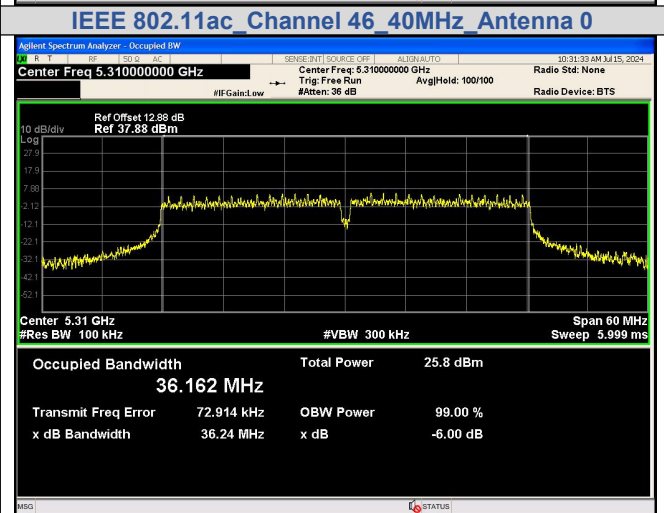 IEEE 802.11ac_Channel 46_40MHz_Antenna 0
Agilent Spectrum Analyzer - Occupied BW
R T RF 50 Ω AC SENSE:INT SOURCE OFF ALIGN AUTO 10:31:33 AM Jul 15, 2024
Center Freq 5.310000000 GHz Center Freq: 5.310000000 GHz Radio Std: None
Trig: Free Run Avg|Hold: 100/100
#IFGain:Low #Atten: 36 dB Radio Device: BTS
Ref Offset 12.88 dB
10 dB/div Ref 37.88 dBm
Log
27.9
17.9
7.88
-2.12
-12.1
-22.1
-32.1
-42.1
-52.1
Center 5.31 GHz Span 60 MHz
#Res BW 100 kHz #VBW 300 kHz Sweep 5.999 ms
Occupied Bandwidth Total Power 25.8 dBm
36.162 MHz
Transmit Freq Error 72.914 kHz OBW Power 99.00 %
x dB Bandwidth 36.24 MHz x dB -6.00 dB
MSG STATUS